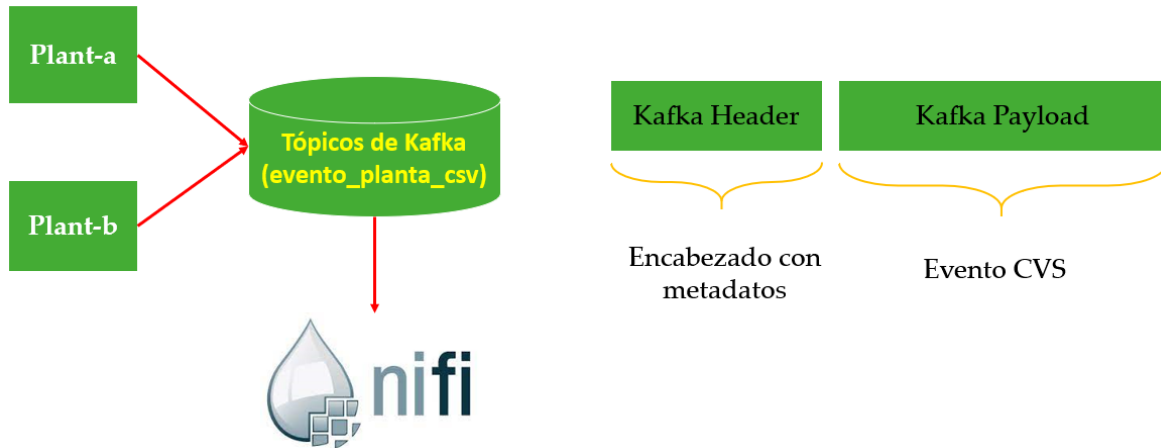 Plant-a
Plant-b
Tópicos de Kafka
(evento_planta_csv)
nifi
Kafka Header
Kafka Payload
Encabezado con
metadatos
Evento CVS